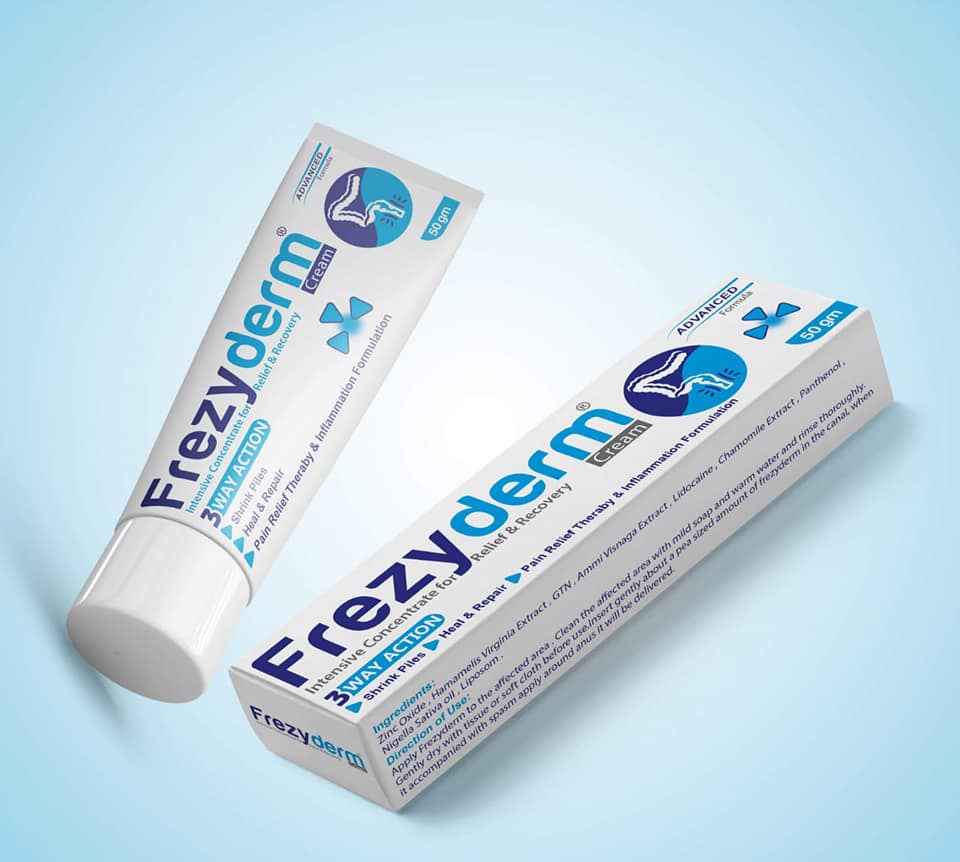 ADVANCED
Formula
50 gm
Frezyderm®
Cream
Intensive Concentrate for Relief & Recovery
3 WAY ACTION
Shrink Piles
Heal & Repair
Pain Relief Theraby & Inflammation Formulation
ADVANCED
Formula
50 gm
Frezyderm®
Cream
Intensive Concentrate for Relief & Recovery
3 WAY ACTION
Shrink Piles Heal & Repair Pain Relief Theraby & Inflammation Formulation
Ingredients:
Zinc Oxide , Hamamelis Virginia Extract , GTN , Ammi Visnaga Extract , Lidocaine , Chamomile Extract , Panthenol ,
Nigella Sativa Oil , Liposom .
Direction of Use:
Apply Frezyderm to the affected area . Clean the affected area with mild soap and warm water and rinse thoroughly.
Gently dry with tissue or soft cloth before use.Insert gently about a pea sized amount of frezyderm in the canal, when
it accompanied with spasm apply around anus it will be delivered.
Frezyderm